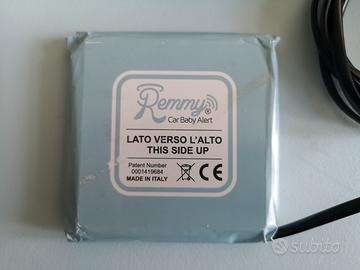 Remmy®
Car Baby Alert
LATO VERSO L'ALTO
THIS SIDE UP
Patent Number
0001419684
MADE IN ITALY
CE
subito